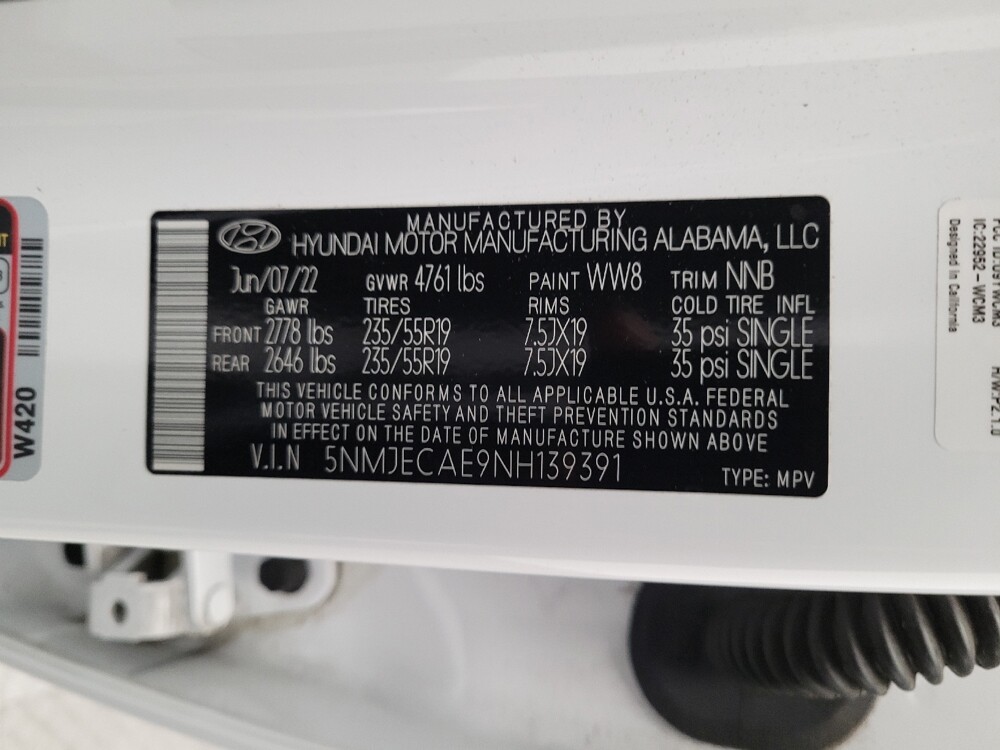 MANUFACTURED BY
HYUNDAI MOTOR MANUFACTURING ALABAMA, LLC
Jun/07/22 GVWR 4761 lbs PAINT WW8 TRIM NNB
GAWR TIRES RIMS COLD TIRE INFL
FRONT 2778 lbs 235/55R19 7.5JX19 35 psi SINGLE
REAR 2646 lbs 235/55R19 7.5JX19 35 psi SINGLE
THIS VEHICLE CONFORMS TO ALL APPLICABLE U.S.A. FEDERAL
MOTOR VEHICLE SAFETY AND THEFT PREVENTION STANDARDS
IN EFFECT ON THE DATE OF MANUFACTURE SHOWN ABOVE
V.I.N 5NMJECAE9NH139391 TYPE: MPV
W420
IC:22952 - WCM3
Designed in California